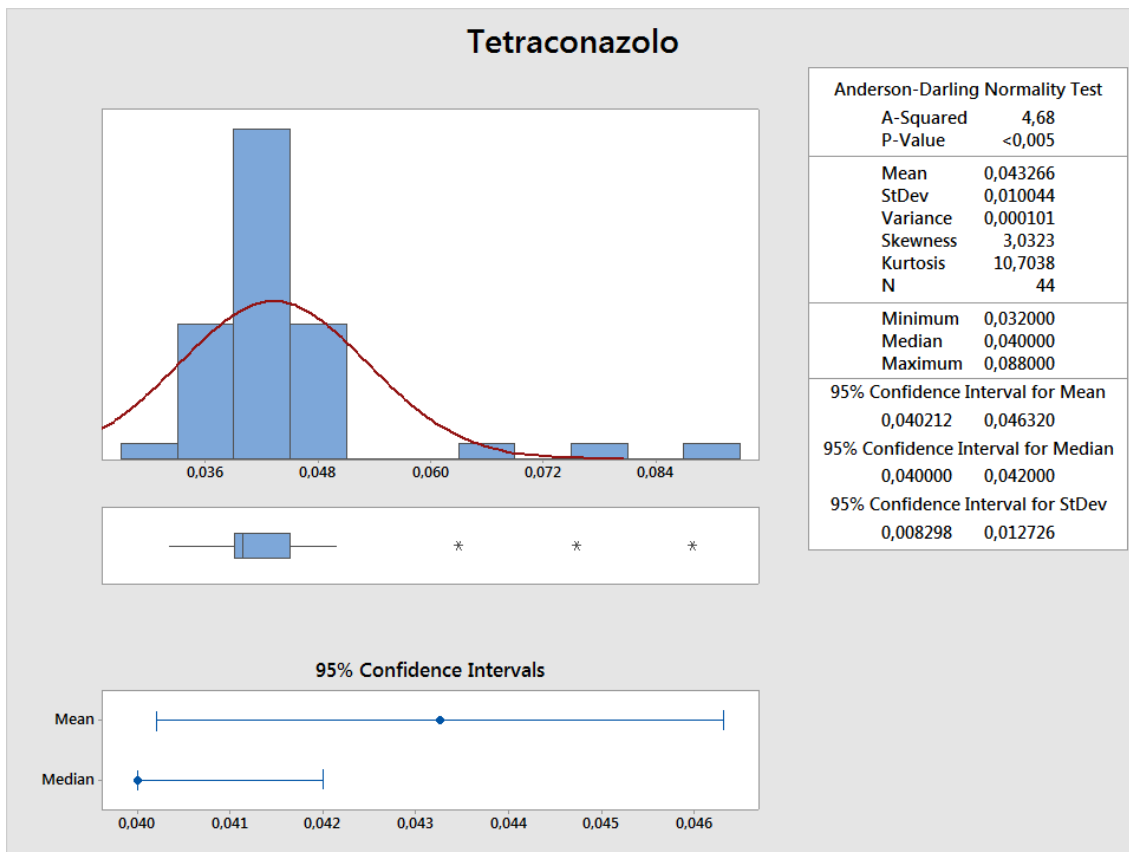 Tetraconazolo
0,036 0,048 0,060 0,072 0,084
Anderson-Darling Normality Test
A-Squared 4,68
P-Value <0,005
Mean 0,043266
StDev 0,010044
Variance 0,000101
Skewness 3,0323
Kurtosis 10,7038
N 44
Minimum 0,032000
Median 0,040000
Maximum 0,088000
95% Confidence Interval for Mean
0,040212 0,046320
95% Confidence Interval for Median
0,040000 0,042000
95% Confidence Interval for StDev
0,008298 0,012726
95% Confidence Intervals
Mean
Median
0,040 0,041 0,042 0,043 0,044 0,045 0,046